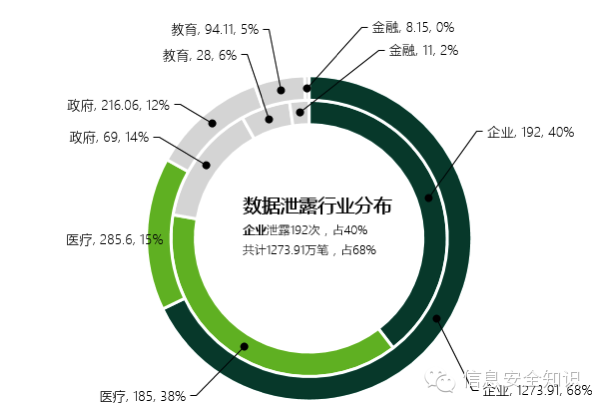 教育, 94.11, 5%
金融, 8.15, 0%
教育, 28, 6%
金融, 11, 2%
政府, 216.06, 12%
政府, 69, 14%
企业, 192, 40%
数据泄露行业分布
企业泄露192次，占40%
共计1273.91万笔，占68%
医疗, 285.6, 15%
医疗, 185, 38%
信息安全知识
企业, 1273.91, 68%